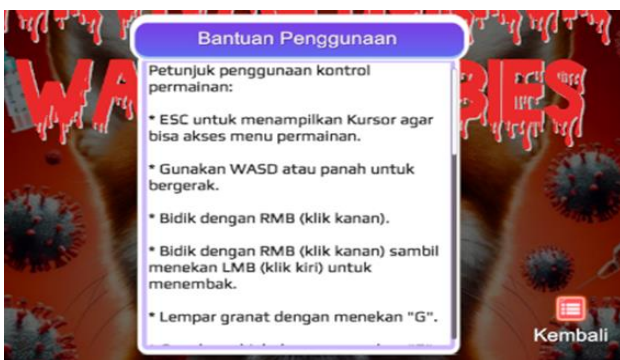 Bantuan Penggunaan
WA BIES
Petunjuk penggunaan kontrol
permainan:
* ESC untuk menampilkan Kursor agar
bisa akses menu permainan.
* Gunakan WASD atau panah untuk
bergerak.
* Bidik dengan RMB (klik kanan).
* Bidik dengan RMB (klik kanan) sambil
menekan LMB (klik kiri) untuk
menembak.
* Lempar granat dengan menekan "G".
Kembali